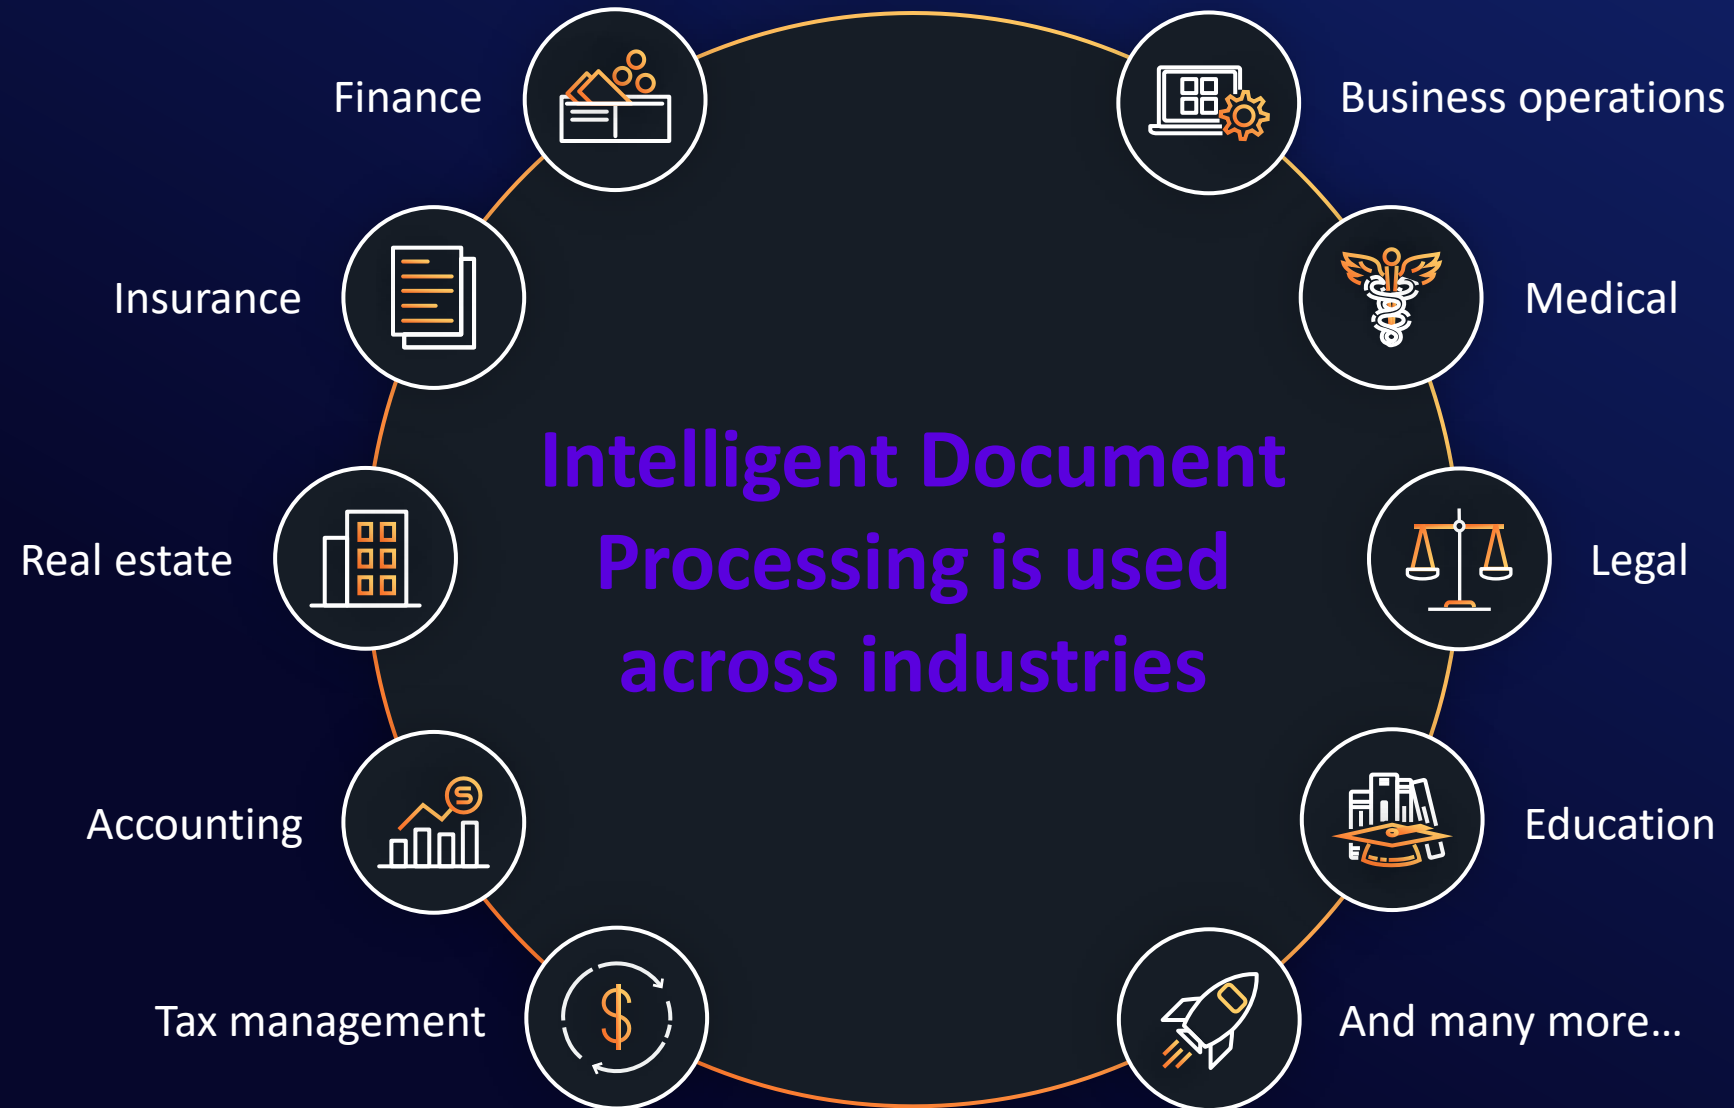 Finance
Business operations
Insurance
Medical
Intelligent Document
Processing is used
across industries
Real estate
Legal
Accounting
Education
Tax management
And many more...